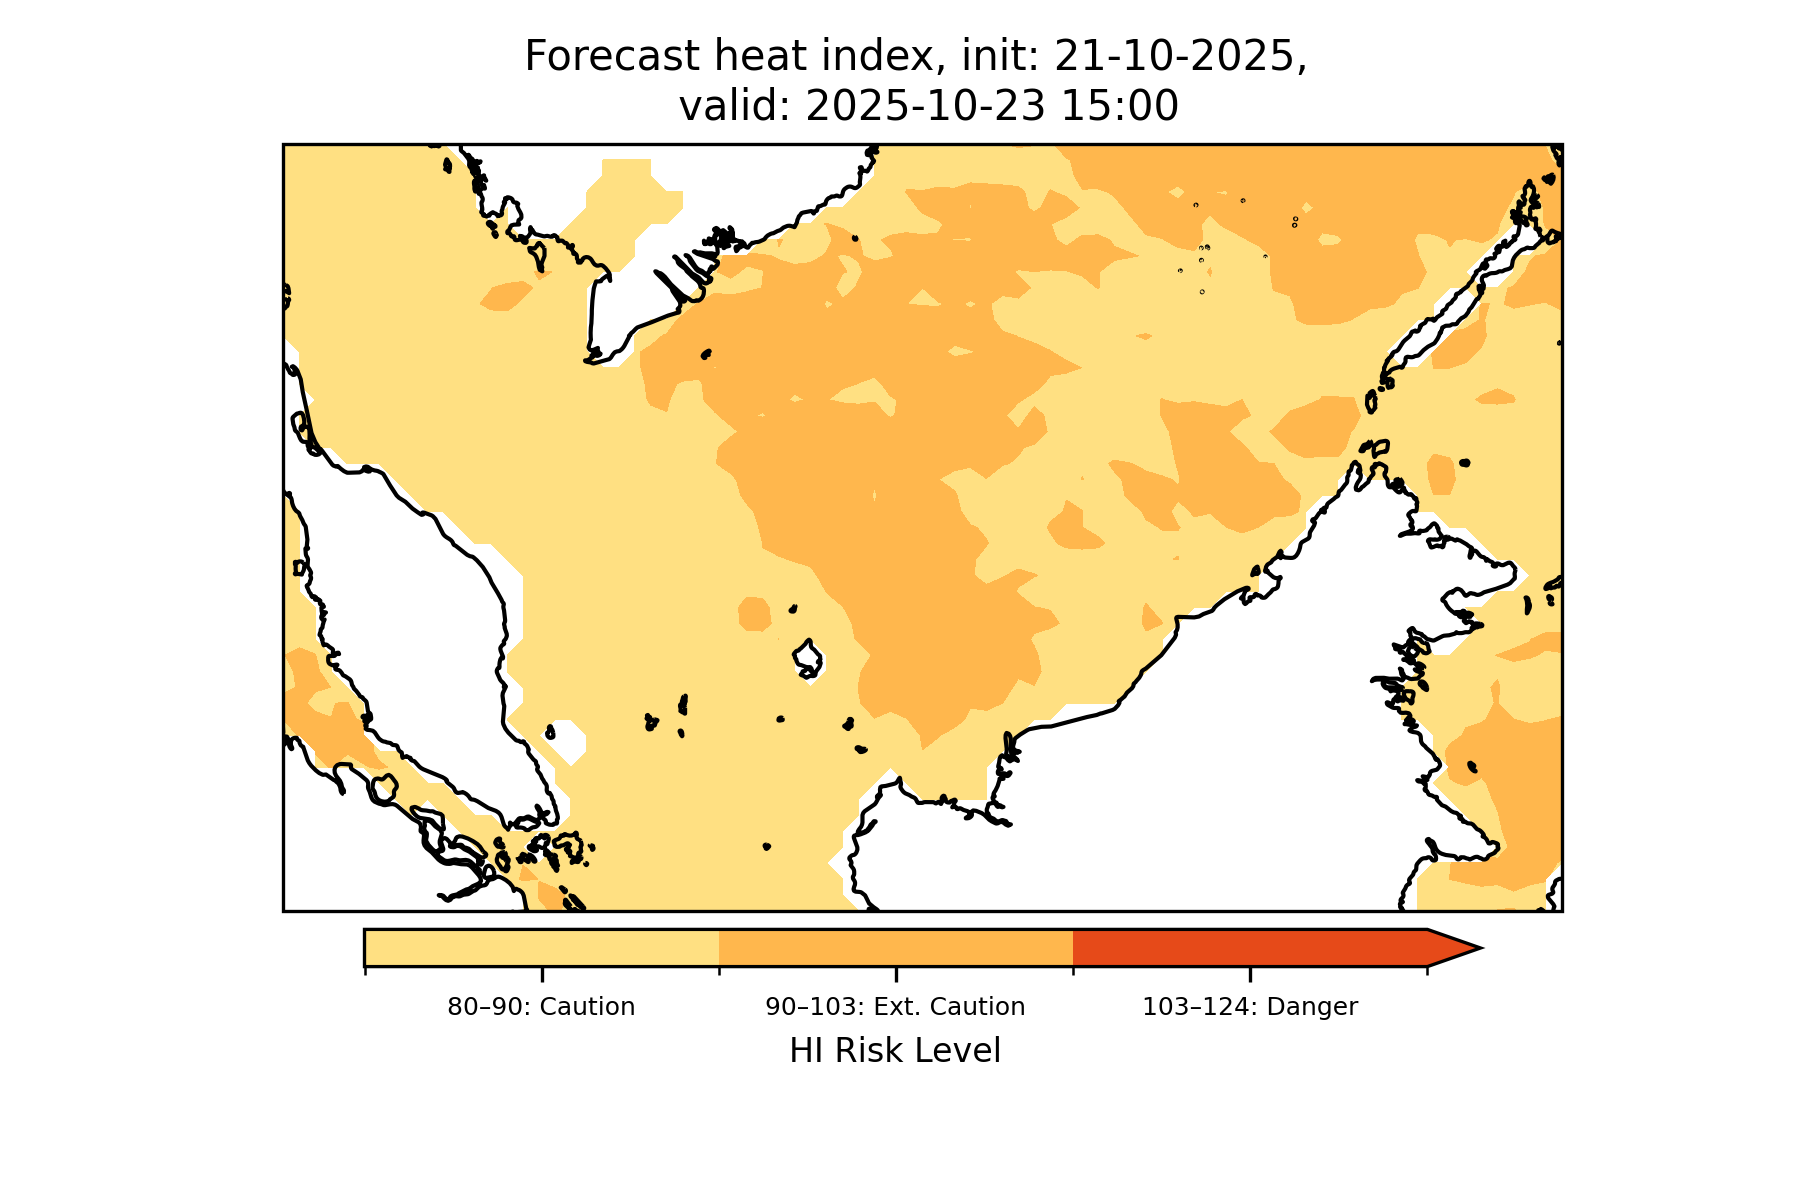 Forecast heat index, init: 21-10-2025,
valid: 2025-10-23 15:00
80–90: Caution
90–103: Ext. Caution
103–124: Danger
HI Risk Level